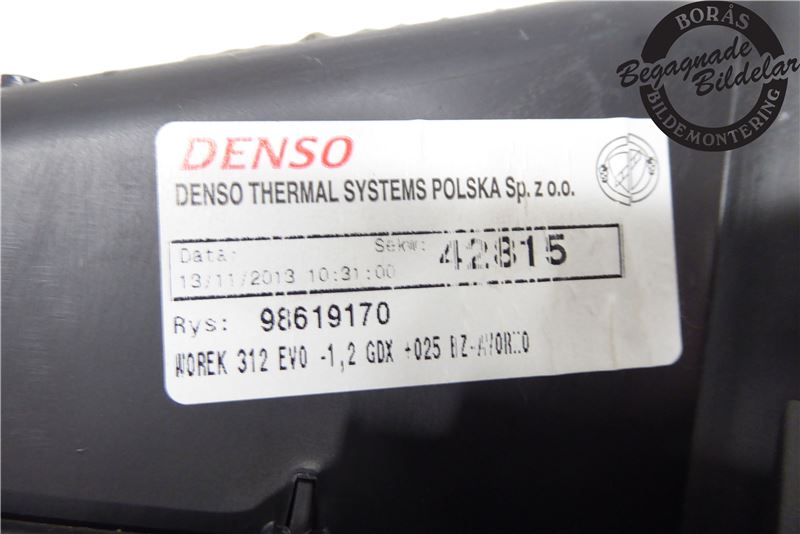 BORÅS
Begagnade
Bildelar
BILDEMONTERING
DENSO
DENSO THERMAL SYSTEMS POLSKA Sp. z o.o.
Data: Sekw: 42815
13/11/2013 10:31:00
Rys: 98619170
WOREK 312 EVO -1,2 GDX +025